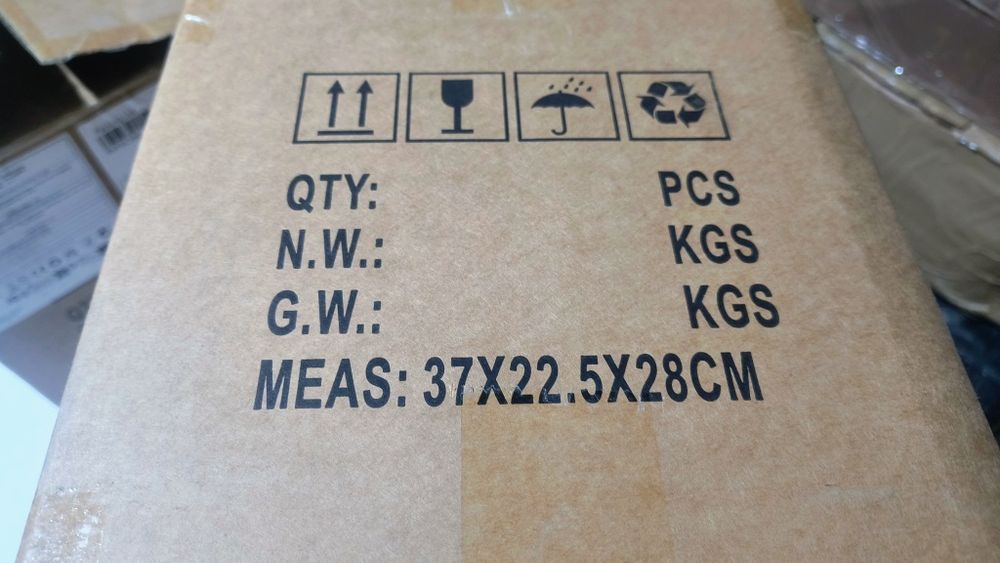 QTY: PCS
N.W.: KGS
G.W.: KGS
MEAS: 37X22.5X28CM